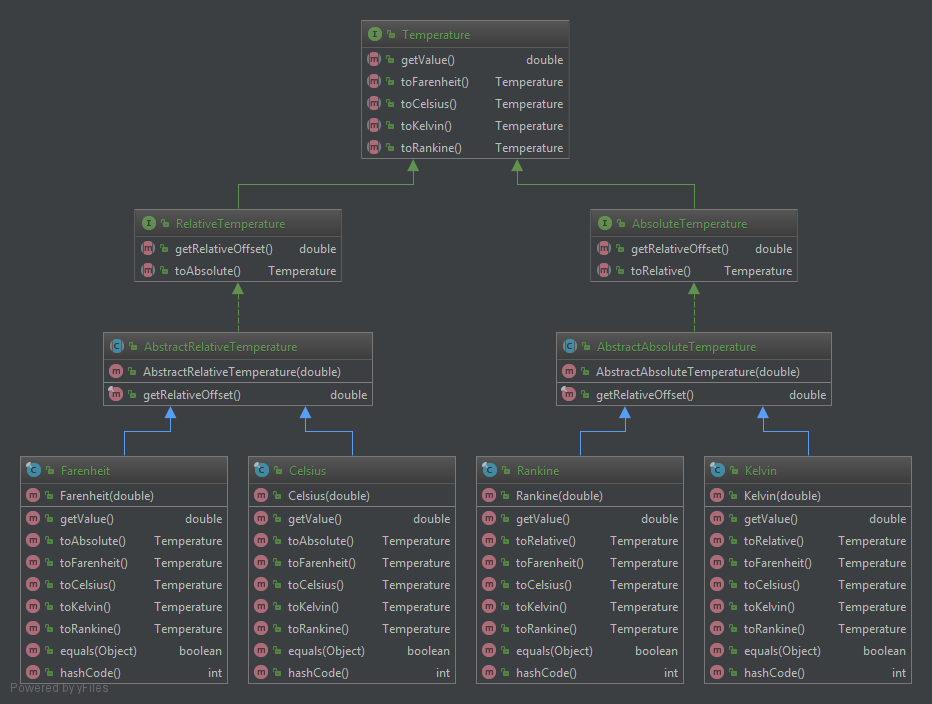 Temperature
getValue() double
toFarenheit() Temperature
toCelsius() Temperature
toKelvin() Temperature
toRankine() Temperature
RelativeTemperature
getRelativeOffset() double
toAbsolute() Temperature
AbsoluteTemperature
getRelativeOffset() double
toRelative() Temperature
AbstractRelativeTemperature
AbstractRelativeTemperature(double)
getRelativeOffset() double
AbstractAbsoluteTemperature
AbstractAbsoluteTemperature(double)
getRelativeOffset() double
Farenheit
Farenheit(double)
getValue() double
toAbsolute() Temperature
toFarenheit() Temperature
toCelsius() Temperature
toKelvin() Temperature
toRankine() Temperature
equals(Object) boolean
hashCode() int
Celsius
Celsius(double)
getValue() double
toAbsolute() Temperature
toFarenheit() Temperature
toCelsius() Temperature
toKelvin() Temperature
toRankine() Temperature
equals(Object) boolean
hashCode() int
Rankine
Rankine(double)
getValue() double
toRelative() Temperature
toFarenheit() Temperature
toCelsius() Temperature
toKelvin() Temperature
toRankine() Temperature
equals(Object) boolean
hashCode() int
Kelvin
Kelvin(double)
getValue() double
toRelative() Temperature
toFarenheit() Temperature
toCelsius() Temperature
toKelvin() Temperature
toRankine() Temperature
equals(Object) boolean
hashCode() int
Powered by yFiles